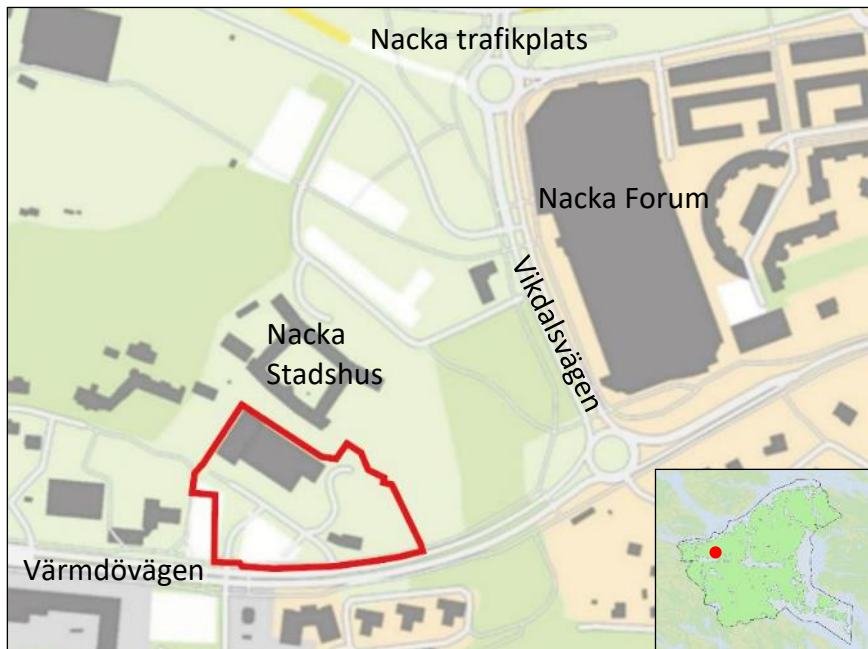 Nacka trafikplats
Nacka Forum
Vikdalsvägen
Nacka
Stadshus
Värmdövägen